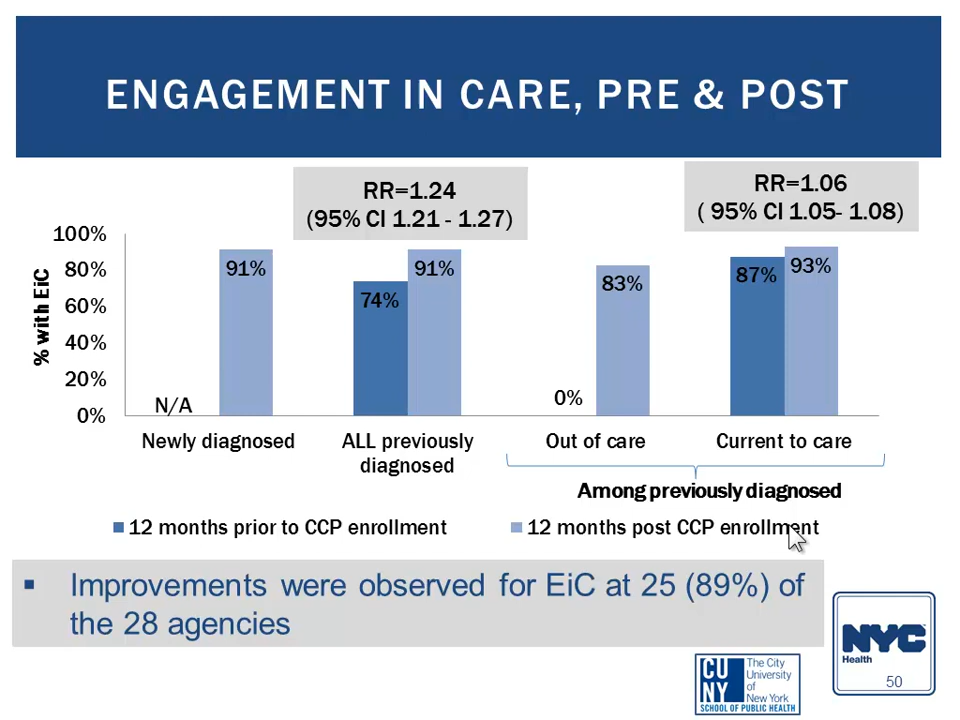 ENGAGEMENT IN CARE, PRE & POST
RR=1.24
(95% CI 1.21 - 1.27)
RR=1.06
( 95% CI 1.05- 1.08)
% with EiC
100%
80%
60%
40%
20%
0%
N/A
91%
74%
91%
0%
83%
87%
93%
Newly diagnosed
ALL previously
diagnosed
Out of care
Current to care
Among previously diagnosed
12 months prior to CCP enrollment
12 months post CCP enrollment
▪ Improvements were observed for EiC at 25 (89%) of
the 28 agencies
CU
NY
The City
University
of
New York
SCHOOL OF PUBLIC HEALTH
NYC
Health
50